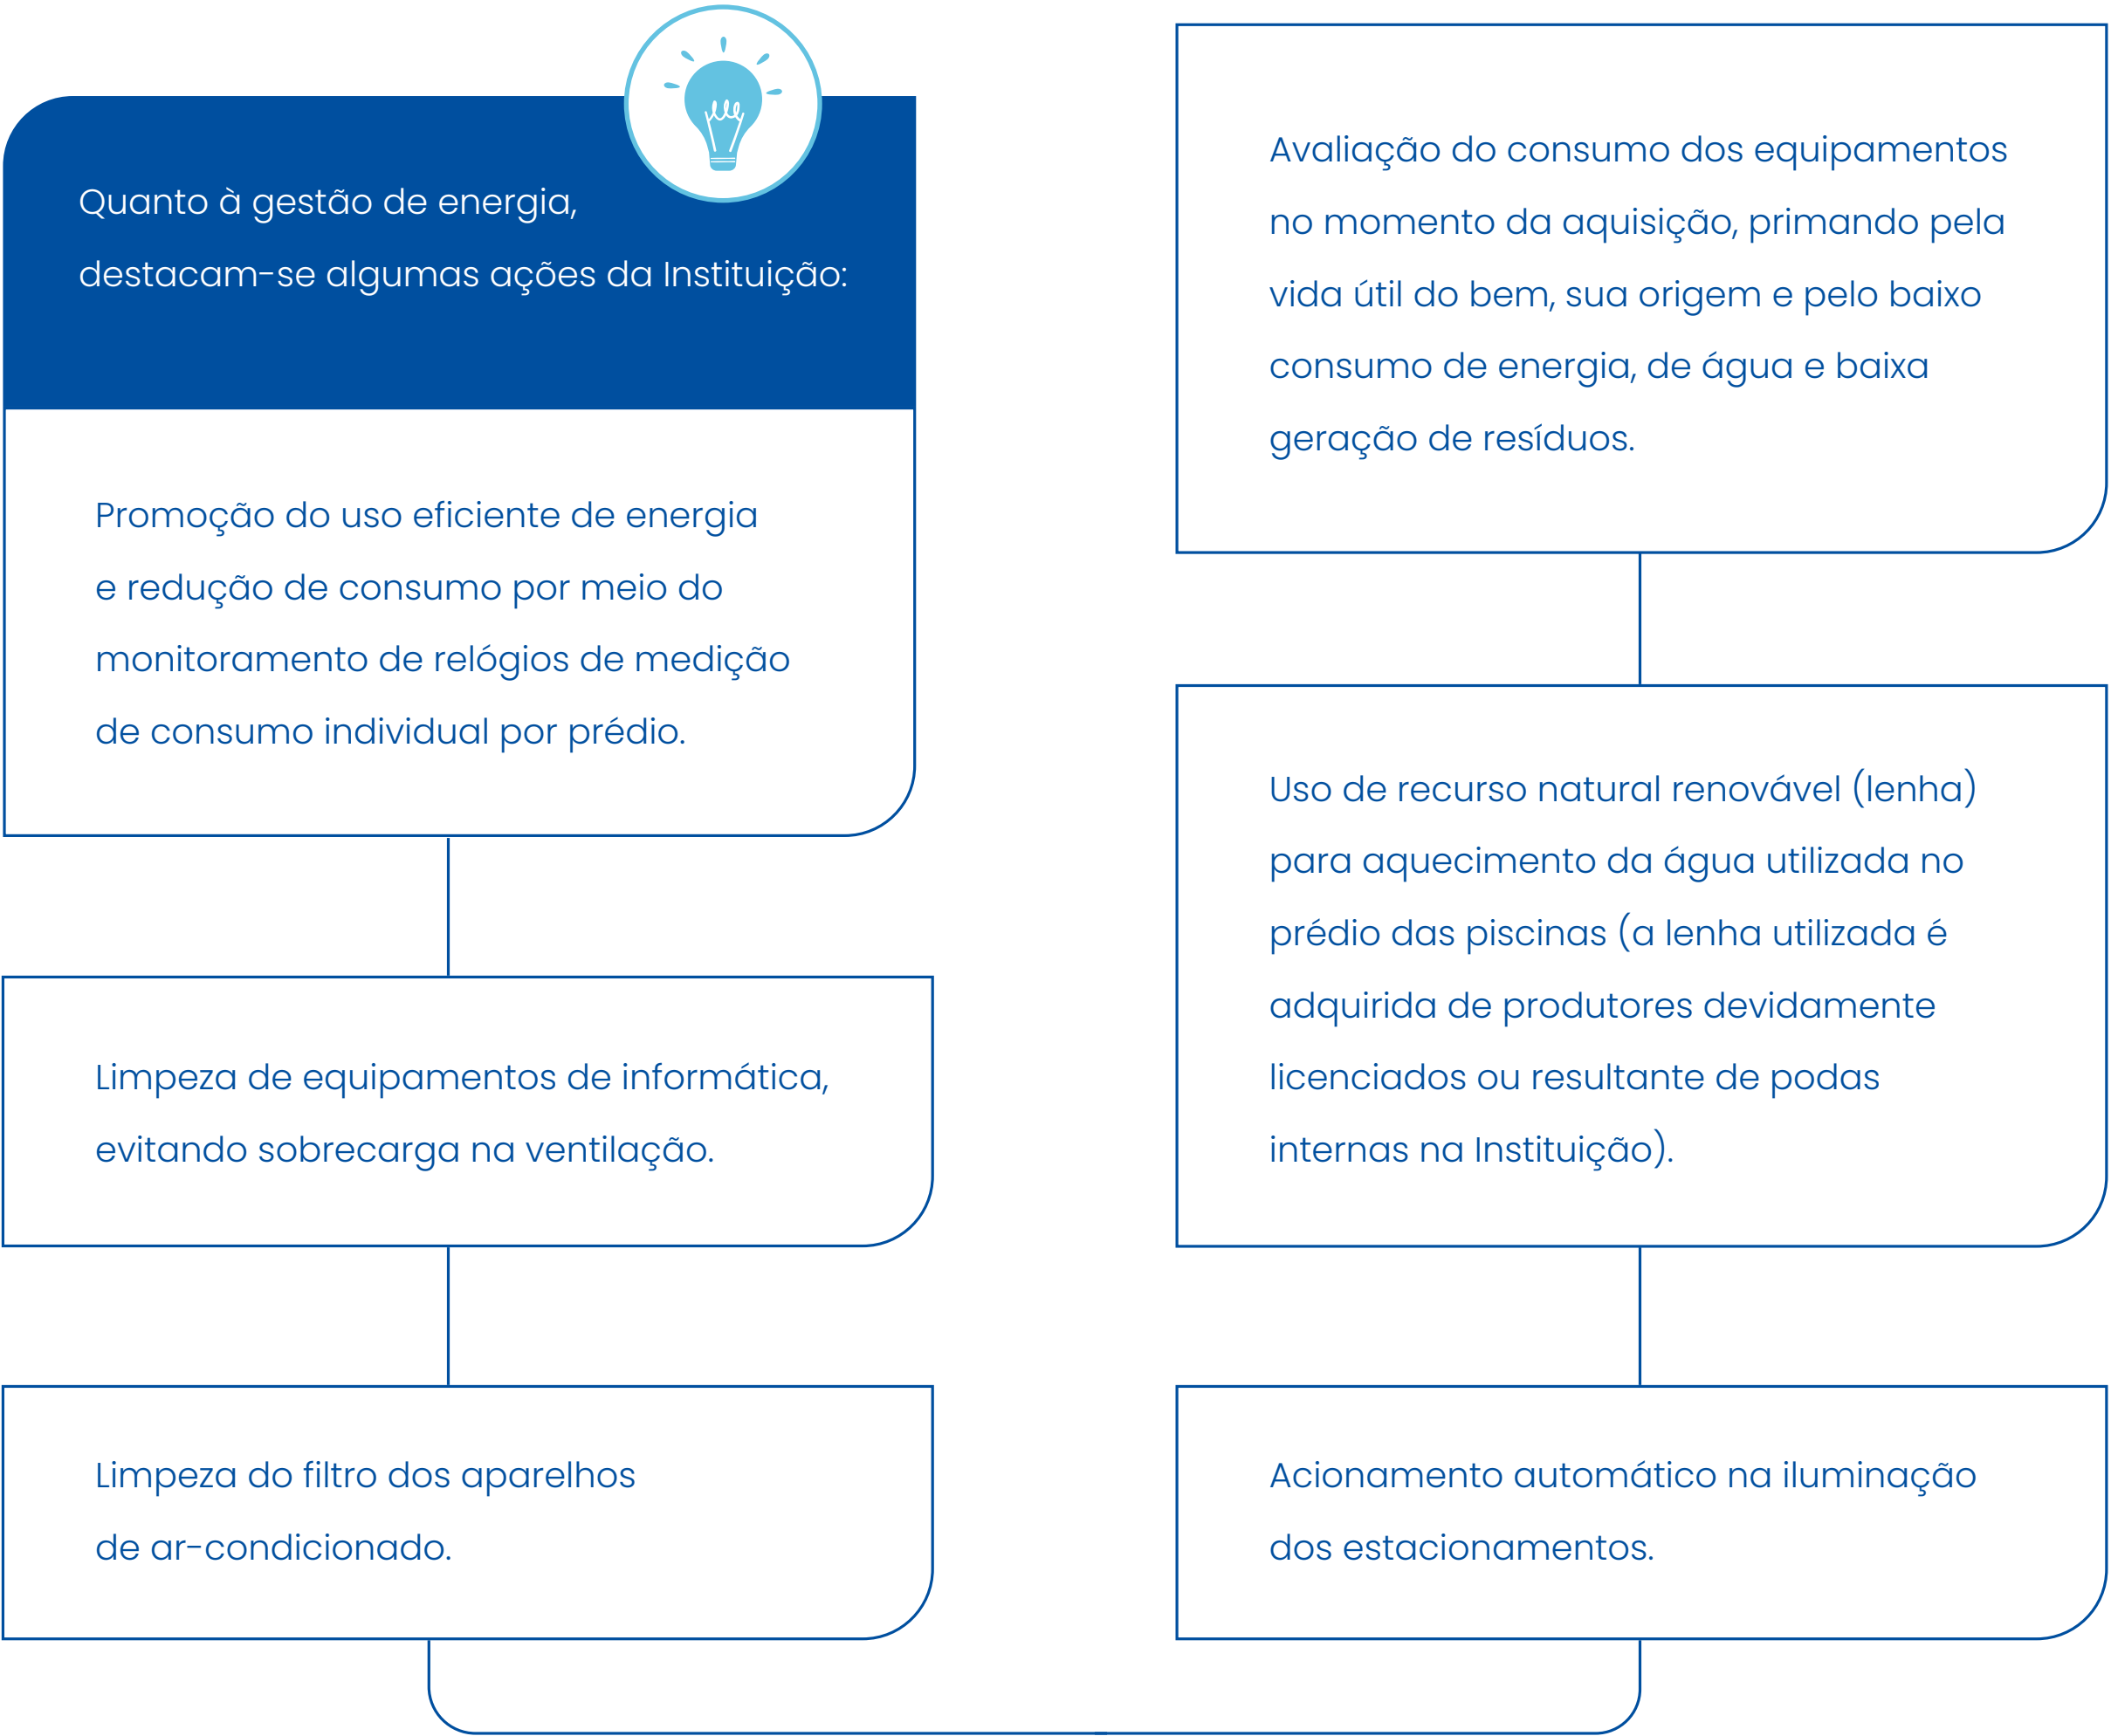 Quanto à gestão de energia,
destacam-se algumas ações da Instituição:
Promoção do uso eficiente de energia
e redução de consumo por meio do
monitoramento de relógios de medição
de consumo individual por prédio.
Limpeza de equipamentos de informática,
evitando sobrecarga na ventilação.
Limpeza do filtro dos aparelhos
de ar-condicionado.
Avaliação do consumo dos equipamentos
no momento da aquisição, primando pela
vida útil do bem, sua origem e pelo baixo
consumo de energia, de água e baixa
geração de resíduos.
Uso de recurso natural renovável (lenha)
para aquecimento da água utilizada no
prédio das piscinas (a lenha utilizada é
adquirida de produtores devidamente
licenciados ou resultante de podas
internas na Instituição).
Acionamento automático na iluminação
dos estacionamentos.